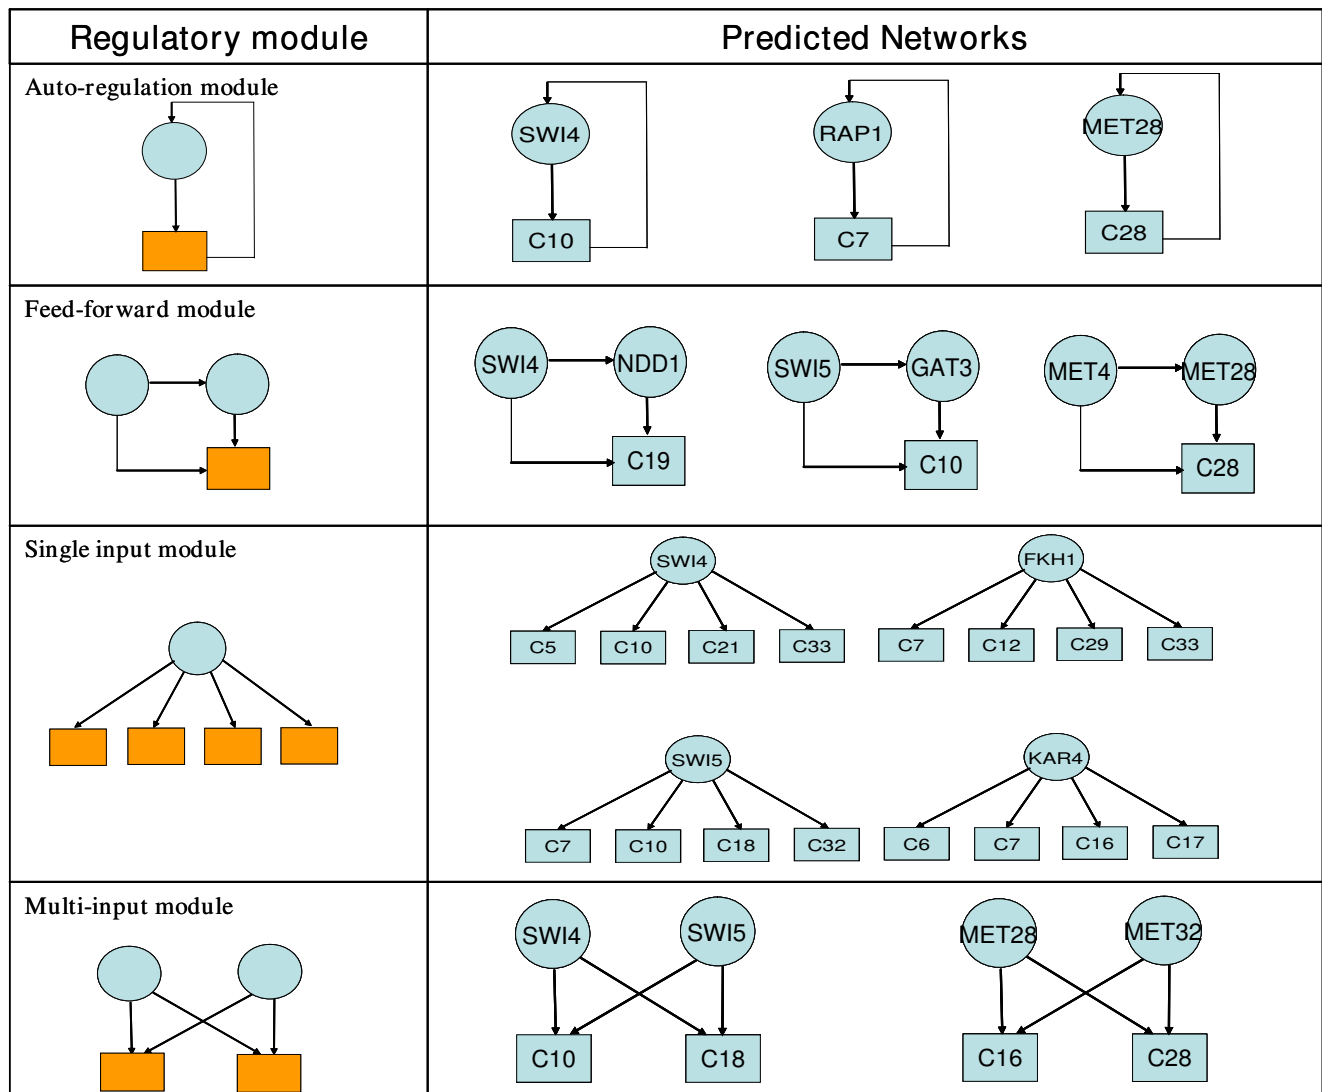 Regulatory module
Predicted Networks
Auto-regulation module
SWI4
RAP1
MET28
C10
C7
C28
Feed-forward module
SWI4
NDD1
SWI5
GAT3
MET4
MET28
C19
C10
C28
Single input module
SWI4
FKH1
C5
C10
C21
C33
C7
C12
C29
C33
SWI5
KAR4
C7
C10
C18
C32
C6
C7
C16
C17
Multi-input module
SWI4
SWI5
MET28
MET32
C10
C18
C16
C28